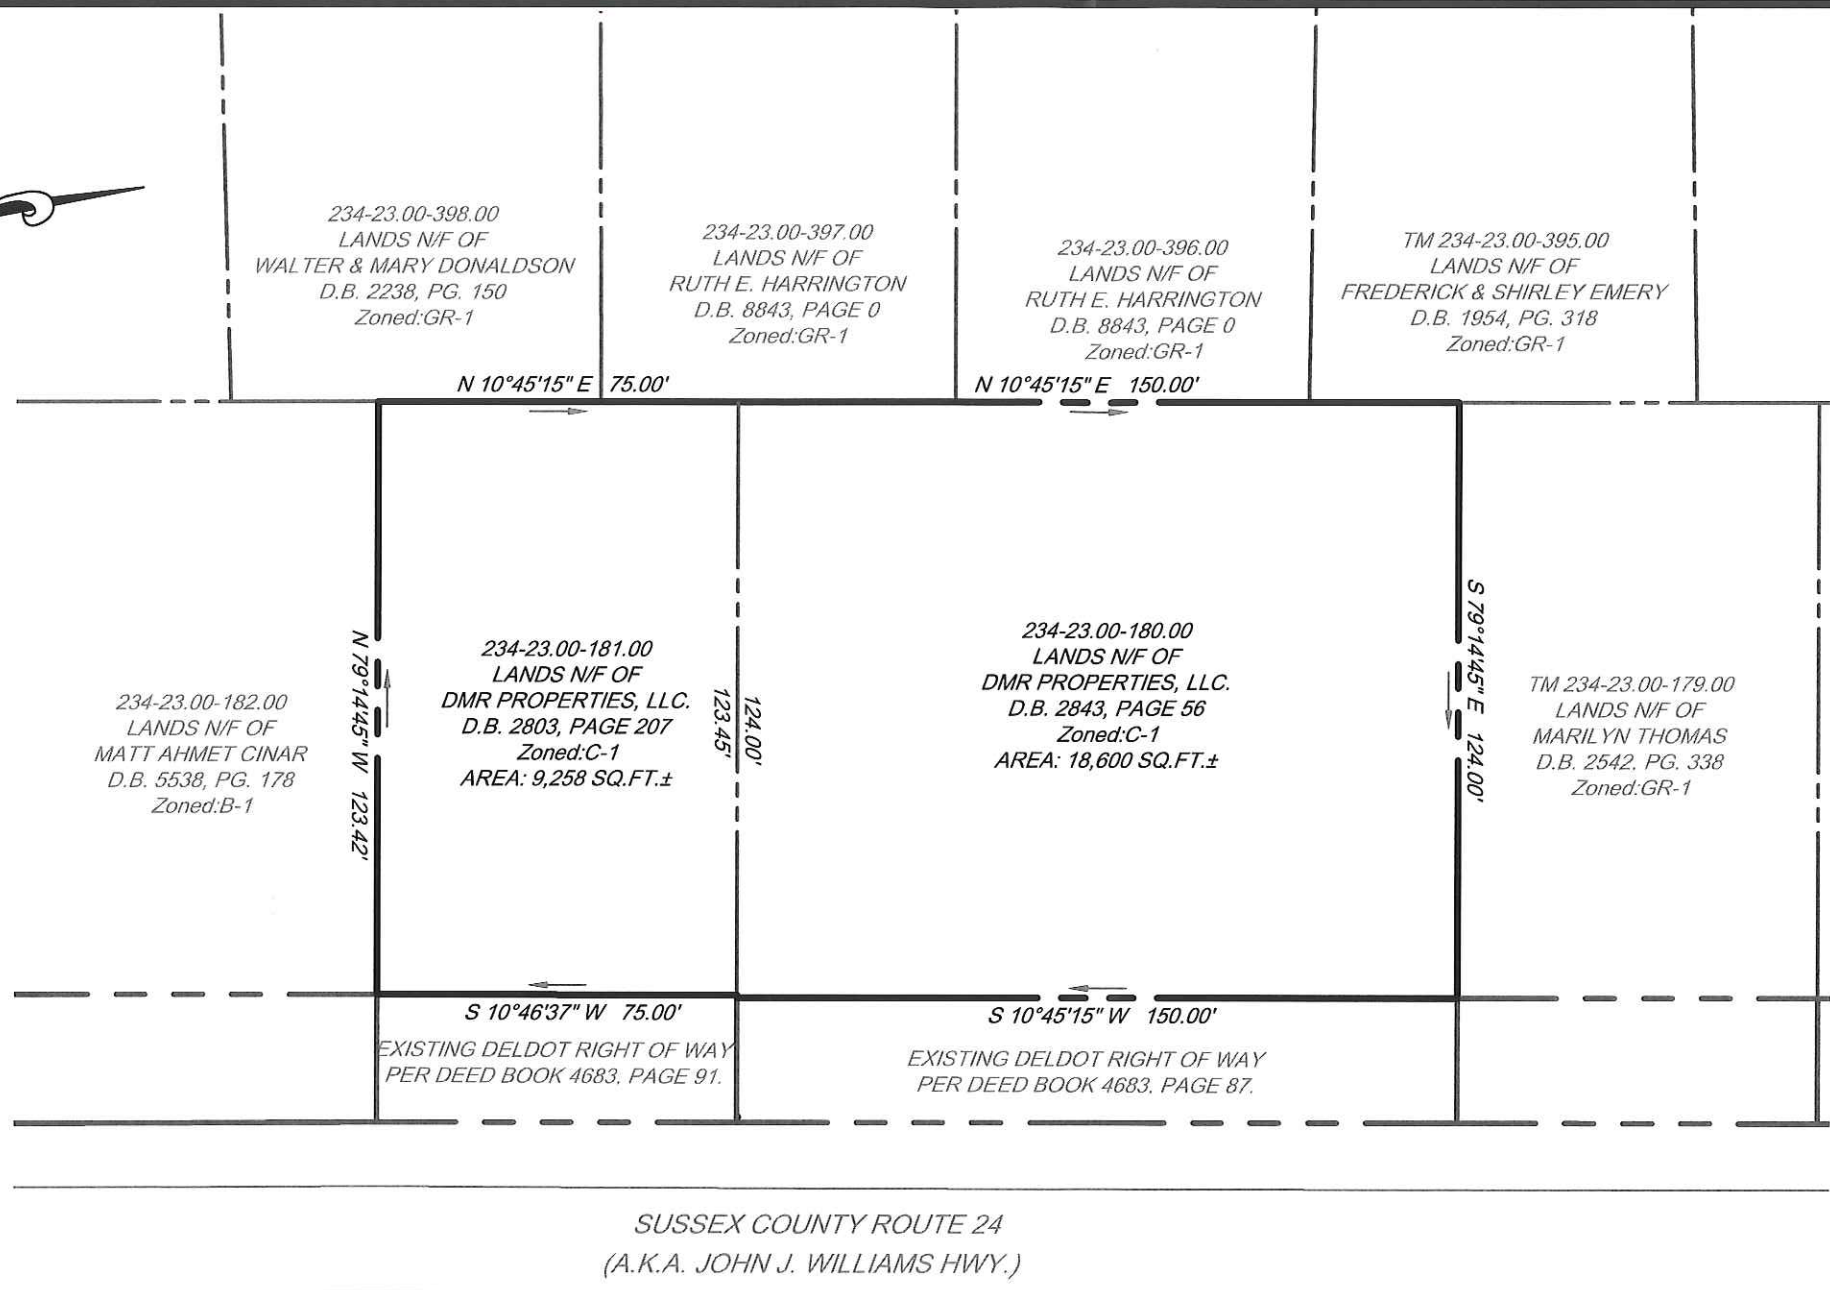 234-23.00-398.00
LANDS N/F OF
WALTER & MARY DONALDSON
D.B. 2238, PG. 150
Zoned:GR-1
234-23.00-397.00
LANDS N/F OF
RUTH E. HARRINGTON
D.B. 8843, PAGE 0
Zoned:GR-1
234-23.00-396.00
LANDS N/F OF
RUTH E. HARRINGTON
D.B. 8843, PAGE 0
Zoned:GR-1
TM 234-23.00-395.00
LANDS N/F OF
FREDERICK & SHIRLEY EMERY
D.B. 1954, PG. 318
Zoned:GR-1
N 10°45'15" E 75.00'
N 10°45'15" E 150.00'
234-23.00-182.00
LANDS N/F OF
MATT AHMET CINAR
D.B. 5538, PG. 178
Zoned:B-1
N 79°14'45" W 123.42'
234-23.00-181.00
LANDS N/F OF
DMR PROPERTIES, LLC.
D.B. 2803, PAGE 207
Zoned:C-1
AREA: 9,258 SQ.FT.±
123.45'
124.00'
234-23.00-180.00
LANDS N/F OF
DMR PROPERTIES, LLC.
D.B. 2843, PAGE 56
Zoned:C-1
AREA: 18,600 SQ.FT.±
S 79°14'45" E 124.00'
TM 234-23.00-179.00
LANDS N/F OF
MARILYN THOMAS
D.B. 2542, PG. 338
Zoned:GR-1
S 10°46'37" W 75.00'
S 10°45'15" W 150.00'
EXISTING DELDOT RIGHT OF WAY
PER DEED BOOK 4683, PAGE 91.
EXISTING DELDOT RIGHT OF WAY
PER DEED BOOK 4683, PAGE 87.
SUSSEX COUNTY ROUTE 24
(A.K.A. JOHN J. WILLIAMS HWY.)